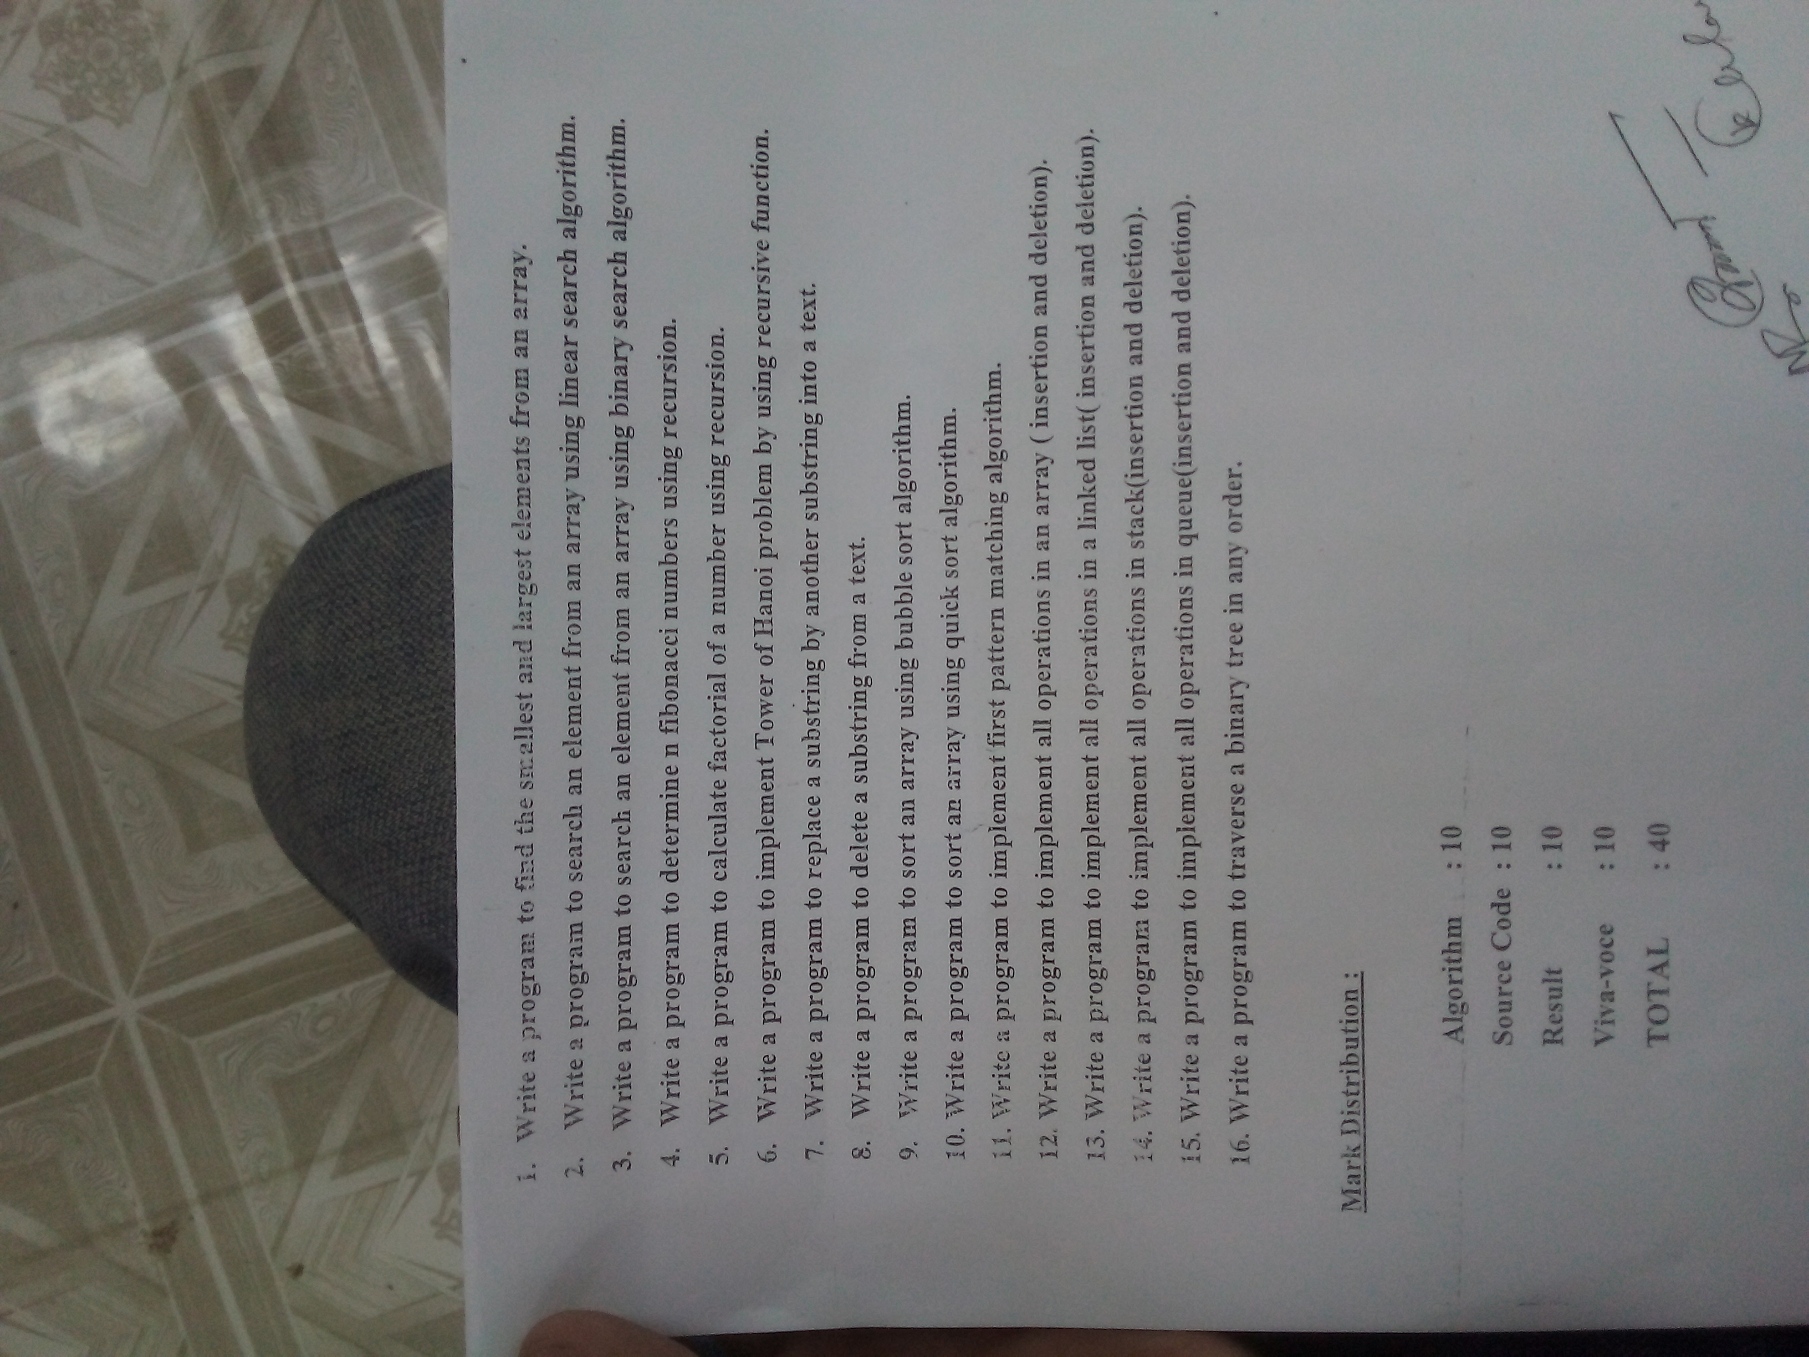 1. Write a program to find the smallest and largest elements from an array.
2. Write a program to search an element from an array using linear search algorithm.
3. Write a program to search an element from an array using binary search algorithm.
4. Write a program to determine n fibonacci numbers using recursion.
5. Write a program to calculate factorial of a number using recursion.
6. Write a program to implement Tower of Hanoi problem by using recursive function.
7. Write a program to replace a substring by another substring into a text.
8. Write a program to delete a substring from a text.
9. Write a program to sort an array using bubble sort algorithm.
10. Write a program to sort an array using quick sort algorithm.
11. Write a program to implement first pattern matching algorithm.
12. Write a program to implement all operations in an array ( insertion and deletion).
13. Write a program to implement all operations in a linked list( insertion and deletion).
14. Write a program to implement all operations in stack(insertion and deletion).
15. Write a program to implement all operations in queue(insertion and deletion).
16. Write a program to traverse a binary tree in any order.
Mark Distribution :
Algorithm : 10
Source Code : 10
Result : 10
Viva-voce : 10
TOTAL : 40